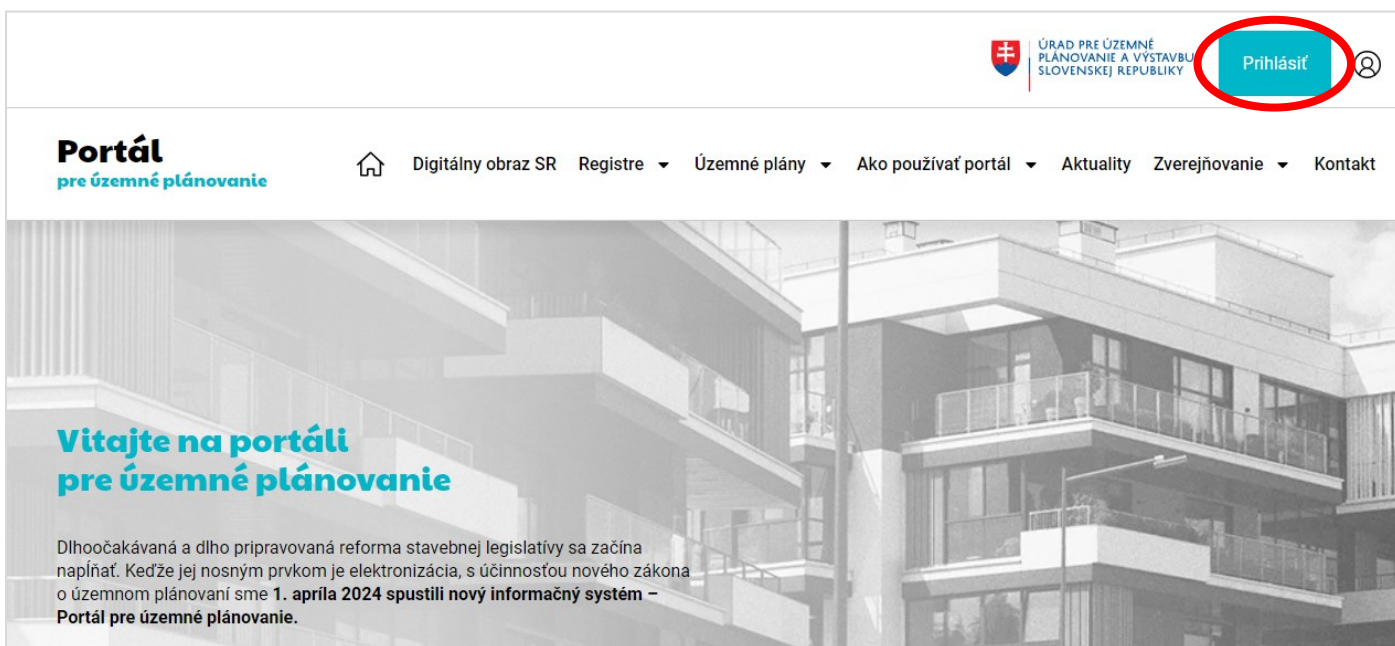 ÚRAD PRE ÚZEMNÉ
PLÁNOVANIE A VÝSTAVBU
SLOVENSKEJ REPUBLIKY
Prihlásiť
Portál
pre územné plánovanie
Digitálny obraz SR Registre Územné plány Ako používať portál Aktuality Zverejňovanie Kontakt
Vitajte na portáli
pre územné plánovanie
Dlhoočakávaná a dlho pripravovaná reforma stavebnej legislatívy sa začína
napĺňať. Keďže jej nosným prvkom je elektronizácia, s účinnosťou nového zákona
o územnom plánovaní sme 1. apríla 2024 spustili nový informačný systém –
Portál pre územné plánovanie.